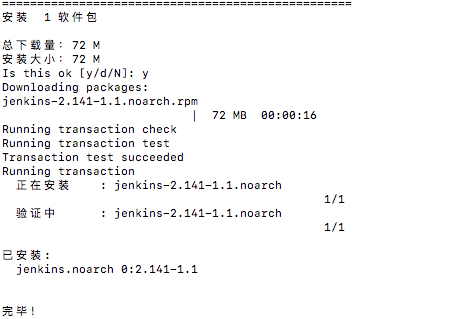 ==================================================
安装  1 软件包
总下载量：72 M
安装大小：72 M
Is this ok [y/d/N]: y
Downloading packages:
jenkins-2.141-1.1.noarch.rpm
|  72 MB  00:00:16
Running transaction check
Running transaction test
Transaction test succeeded
Running transaction
正在安装    : jenkins-2.141-1.1.noarch
1/1
验证中      : jenkins-2.141-1.1.noarch
1/1
已安装:
jenkins.noarch 0:2.141-1.1
完毕！